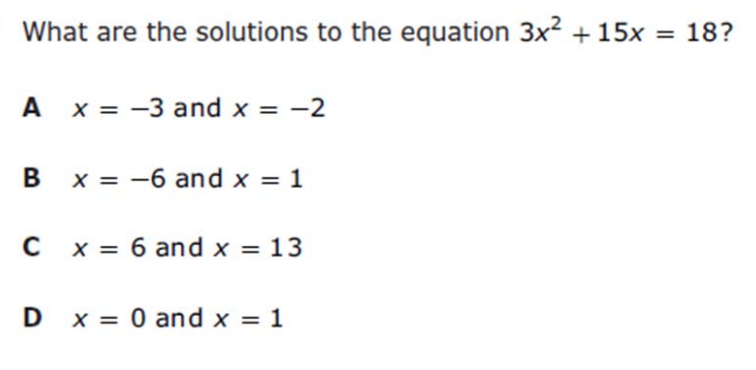 What are the solutions to the equation 3x² + 15x = 18?
A x = −3 and x = −2
B x = −6 and x = 1
C x = 6 and x = 13
D x = 0 and x = 1